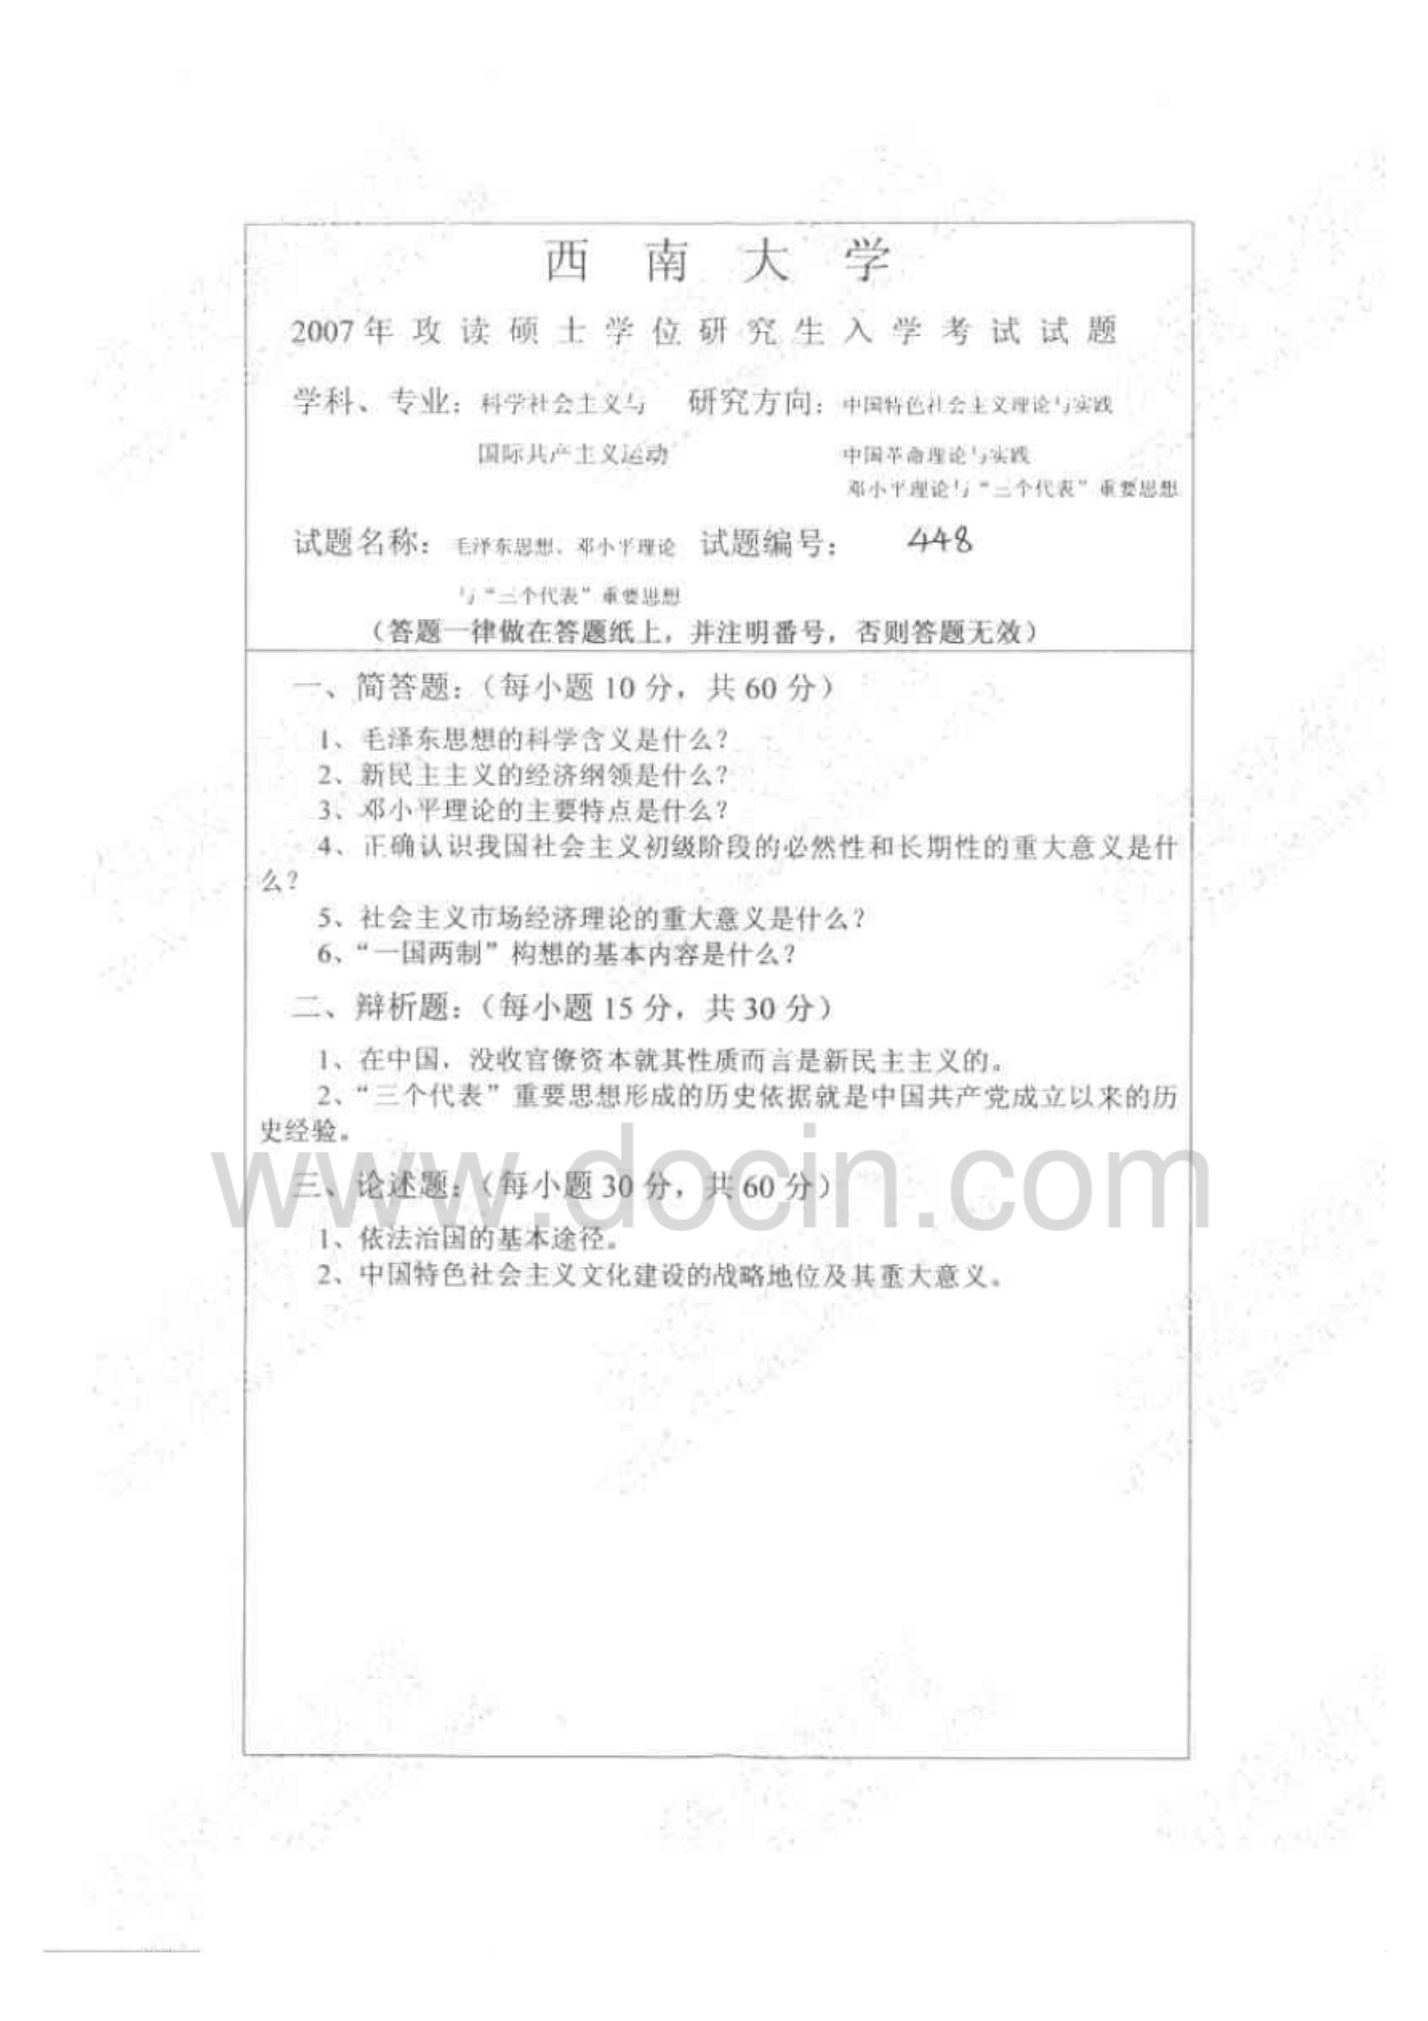 西南大学
2007年攻读硕士学位研究生入学考试试题
学科、专业：科学社会主义与 研究方向：中国特色社会主义理论与实践
国际共产主义运动 中国革命理论与实践
邓小平理论与“三个代表”重要思想
试题名称：毛泽东思想、邓小平理论 试题编号： 448
与“三个代表”重要思想
（答题一律做在答题纸上，并注明番号，否则答题无效）
一、简答题：（每小题 10 分，共 60 分）
1、毛泽东思想的科学含义是什么？
2、新民主主义的经济纲领是什么？
3、邓小平理论的主要特点是什么？
4、正确认识我国社会主义初级阶段的必然性和长期性的重大意义是什
么？
5、社会主义市场经济理论的重大意义是什么？
6、“一国两制”构想的基本内容是什么？
二、辩析题：（每小题 15 分，共 30 分）
1、在中国，没收官僚资本就其性质而言是新民主主义的。
2、“三个代表”重要思想形成的历史依据就是中国共产党成立以来的历
史经验。
www.docin.com
三、论述题：（每小题 30 分，共 60 分）
1、依法治国的基本途径。
2、中国特色社会主义文化建设的战略地位及其重大意义。